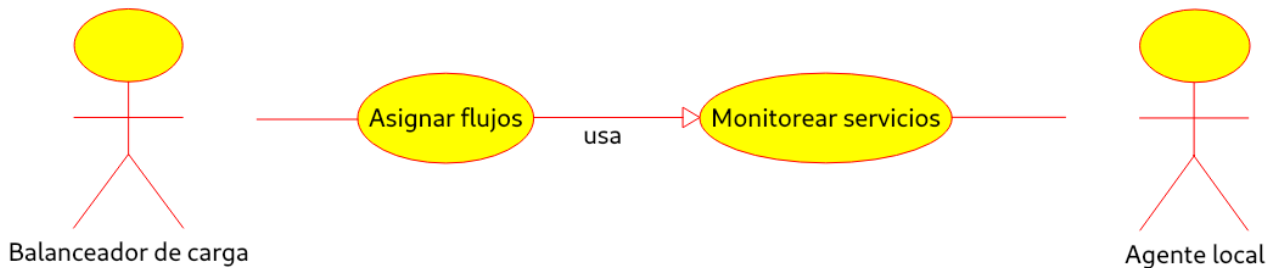 Asignar flujos
usa
Monitorear servicios
Balanceador de carga
Agente local